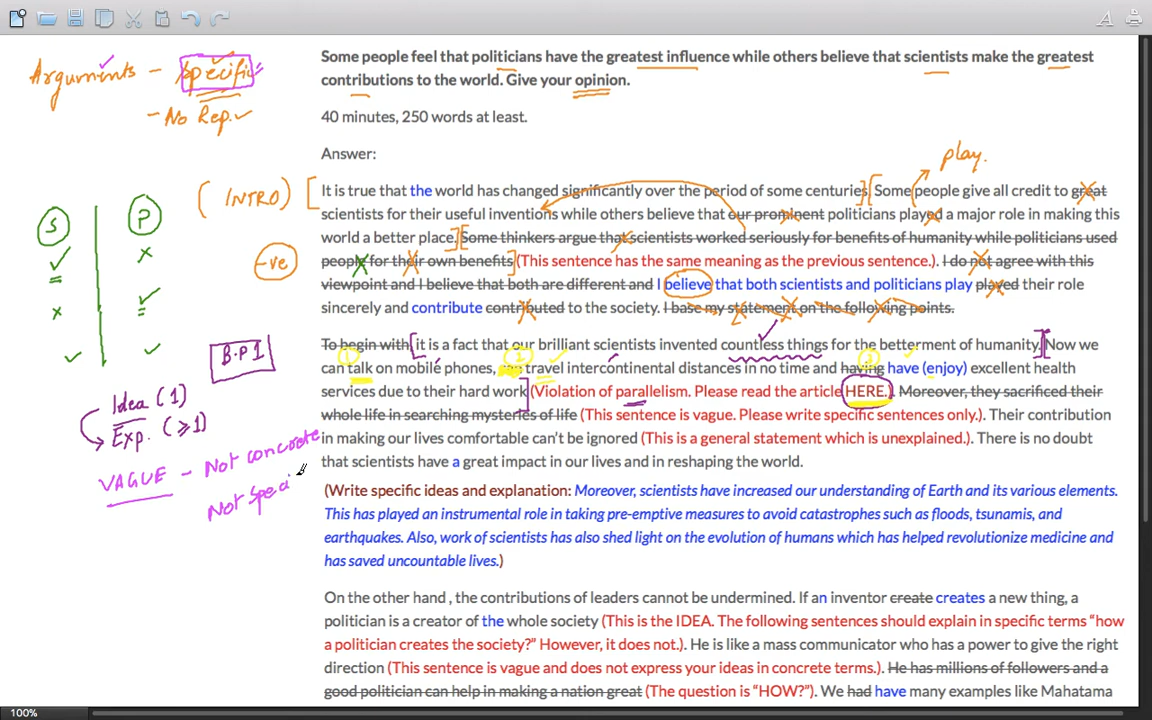 Arguments - Specific
- No Rep.
Some people feel that politicians have the greatest influence while others believe that scientists make the greatest
contributions to the world. Give your opinion.
40 minutes, 250 words at least.
Answer:
play.
(INTRO)
It is true that the world has changed significantly over the period of some centuries. Some people give all credit to great
scientists for their useful inventions while others believe that our prominent politicians played a major role in making this
world a better place. Some thinkers argue that scientists worked seriously for benefits of humanity while politicians used
people for their own benefits (This sentence has the same meaning as the previous sentence.). I do not agree with this
viewpoint and I believe that both are different and I believe that both scientists and politicians play played their role
sincerely and contribute contributed to the society. I base my statement on the following points.
S P
-ve
To begin with, it is a fact that our brilliant scientists invented countless things for the betterment of humanity. Now we
can talk on mobile phones, travel intercontinental distances in no time and having have (enjoy) excellent health
services due to their hard work (Violation of parallelism. Please read the article HERE.). Moreover, they sacrificed their
whole life in searching mysteries of life (This sentence is vague. Please write specific sentences only.). Their contribution
in making our lives comfortable can't be ignored (This is a general statement which is unexplained.). There is no doubt
that scientists have a great impact in our lives and in reshaping the world.
1 2 3
B.P 1
Idea (1)
Exp. (≥1)
VAGUE - Not concrete
Not speci
(Write specific ideas and explanation: Moreover, scientists have increased our understanding of Earth and its various elements.
This has played an instrumental role in taking pre-emptive measures to avoid catastrophes such as floods, tsunamis, and
earthquakes. Also, work of scientists has also shed light on the evolution of humans which has helped revolutionize medicine and
has saved uncountable lives.)
On the other hand , the contributions of leaders cannot be undermined. If an inventor create creates a new thing, a
politician is a creator of the whole society (This is the IDEA. The following sentences should explain in specific terms "how
a politician creates the society?" However, it does not.). He is like a mass communicator who has a power to give the right
direction (This sentence is vague and does not express your ideas in concrete terms.). He has millions of followers and a
good politician can help in making a nation great (The question is "HOW?"). We had have many examples like Mahatama
100%